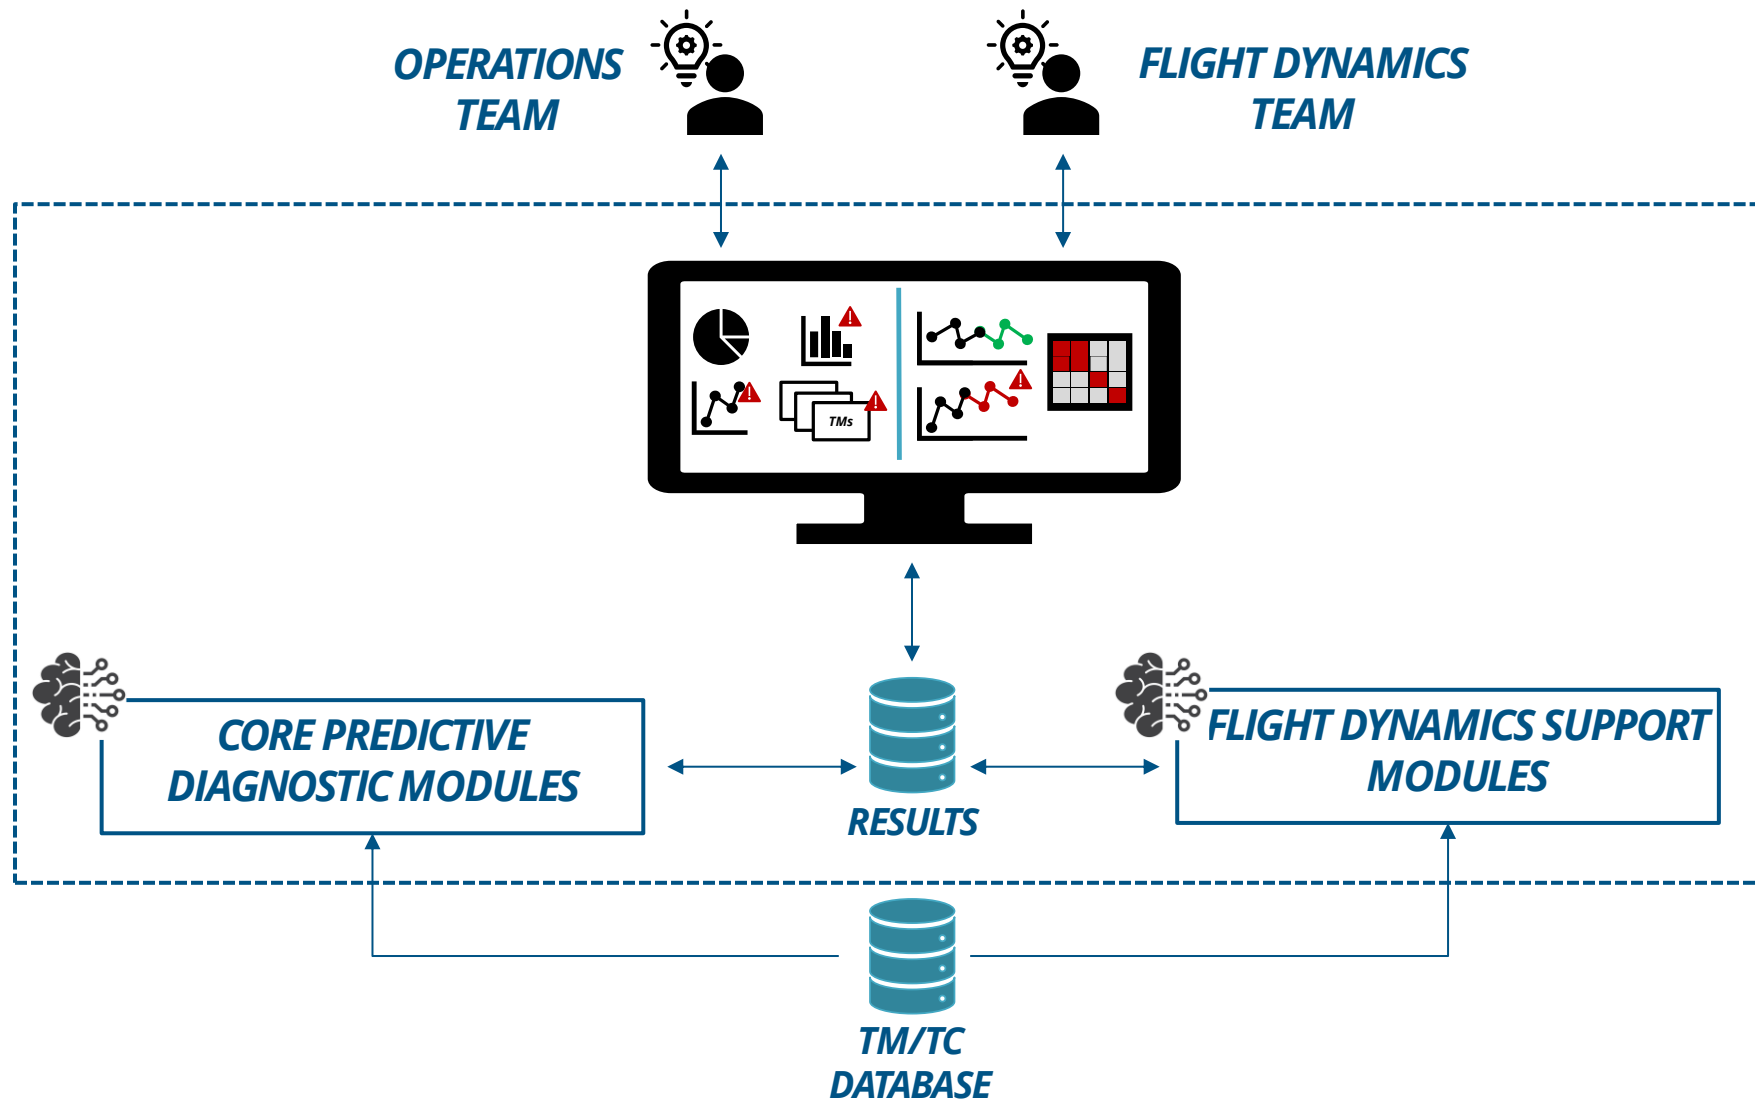 OPERATIONS
TEAM
FLIGHT DYNAMICS
TEAM
TMs
CORE PREDICTIVE
DIAGNOSTIC MODULES
RESULTS
FLIGHT DYNAMICS SUPPORT
MODULES
TM/TC
DATABASE